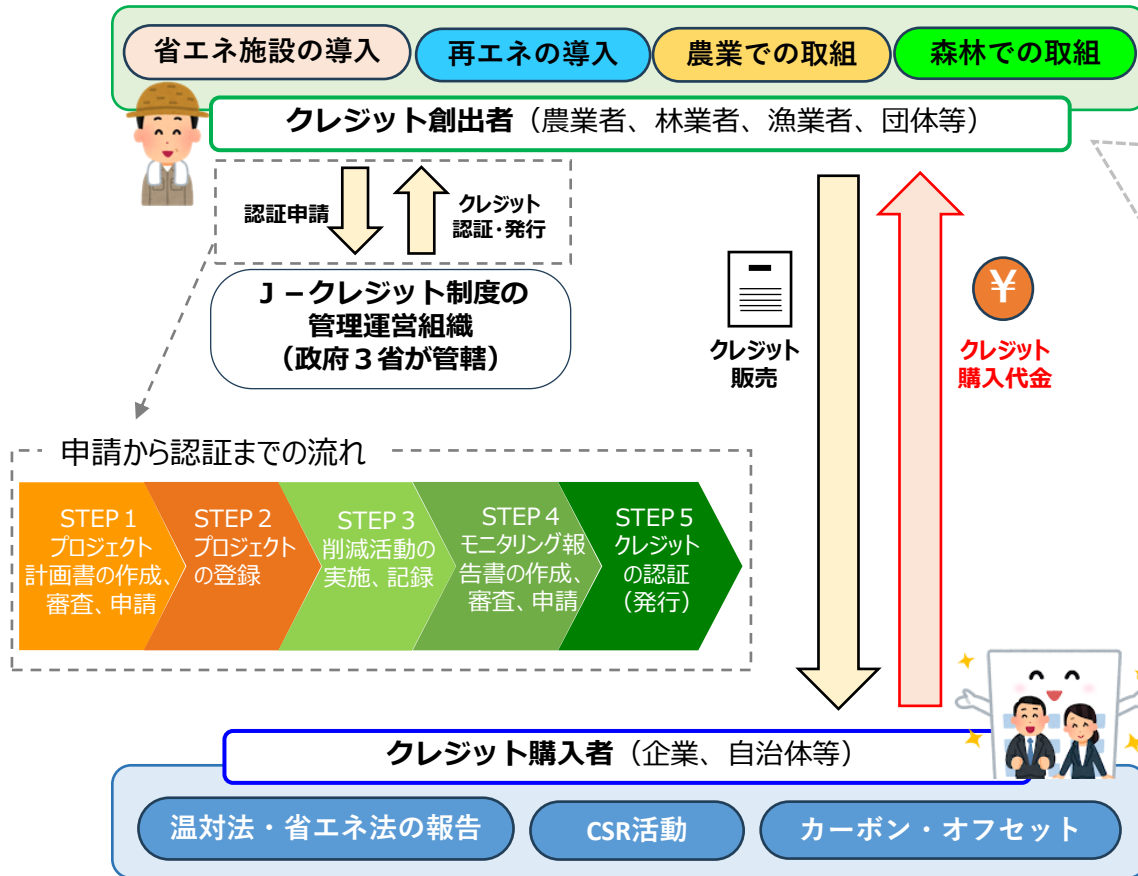 省エネ施設の導入
再エネの導入
農業での取組
森林での取組
クレジット創出者（農業者、林業者、漁業者、団体等）
認証申請
クレジット
認証・発行
Ｊ－クレジット制度の
管理運営組織
（政府３省が管轄）
クレジット
販売
¥
クレジット
購入代金
申請から認証までの流れ
STEP１
プロジェクト
計画書の作成、
審査、申請
STEP２
プロジェクト
の登録
STEP３
削減活動の
実施、記録
STEP４
モニタリング報
告書の作成、
審査、申請
STEP５
クレジット
の認証
（発行）
クレジット購入者（企業、自治体等）
温対法・省エネ法の報告
CSR活動
カーボン・オフセット